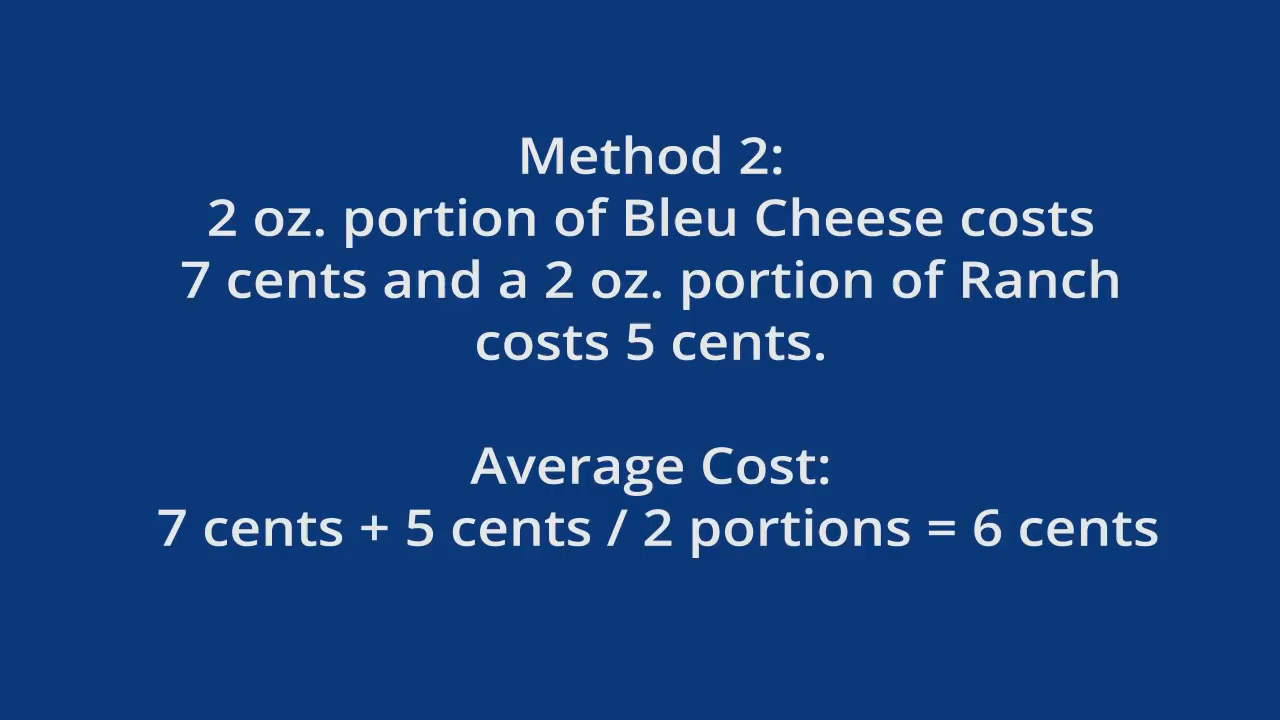 Method 2:
2 oz. portion of Bleu Cheese costs
7 cents and a 2 oz. portion of Ranch
costs 5 cents.
Average Cost:
7 cents + 5 cents / 2 portions = 6 cents